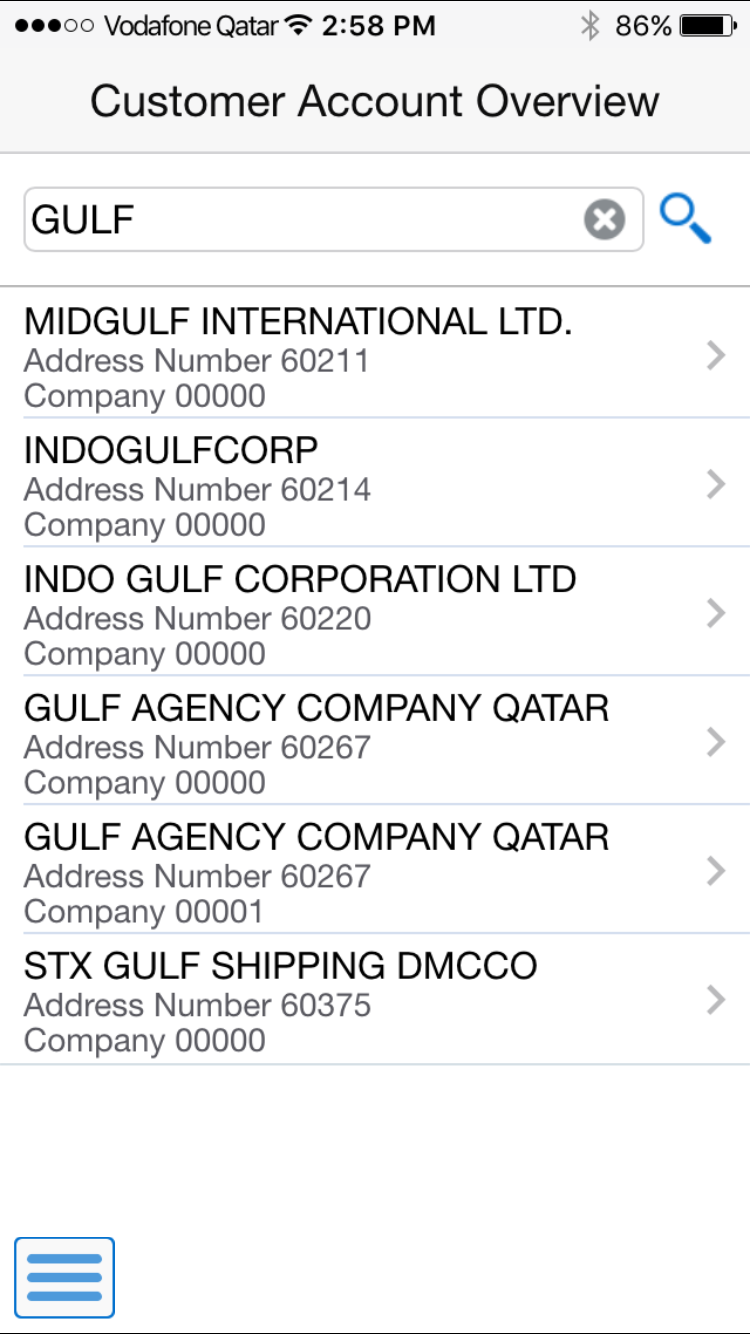 Vodafone Qatar 2:58 PM 86%
Customer Account Overview
GULF
MIDGULF INTERNATIONAL LTD.
Address Number 60211
Company 00000
INDOGULFCORP
Address Number 60214
Company 00000
INDO GULF CORPORATION LTD
Address Number 60220
Company 00000
GULF AGENCY COMPANY QATAR
Address Number 60267
Company 00000
GULF AGENCY COMPANY QATAR
Address Number 60267
Company 00001
STX GULF SHIPPING DMCCO
Address Number 60375
Company 00000